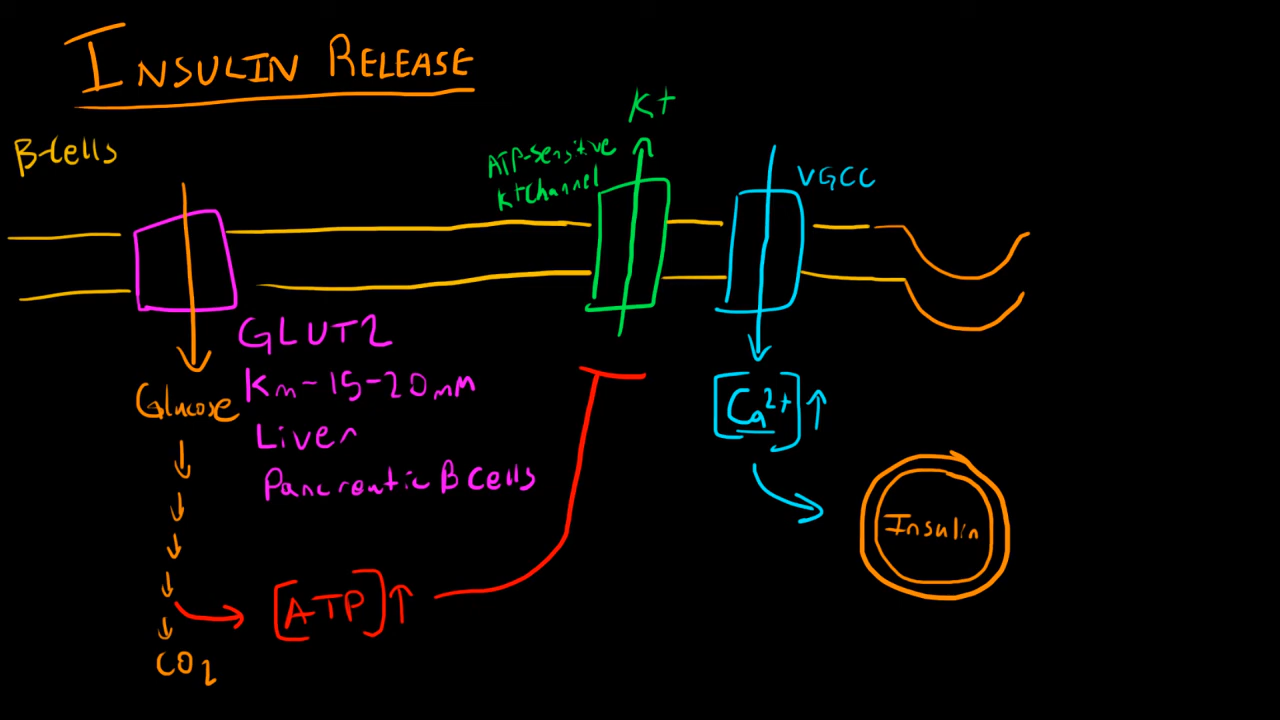 INSULIN RELEASE
β-Cells
K+
ATP-Sensitive
K+ Channel
VGCC
GLUT2
Km-15-20mM
Liver
Pancreatic β Cells
Glucose
[Ca²⁺]↑
Insulin
[ATP]↑
CO₂